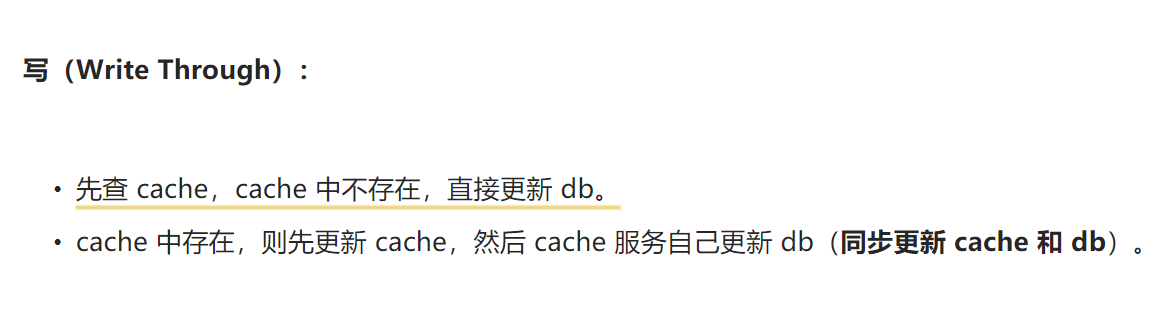 写（Write Through）：
• 先查 cache，cache 中不存在，直接更新 db。
• cache 中存在，则先更新 cache，然后 cache 服务自己更新 db（同步更新 cache 和 db）。